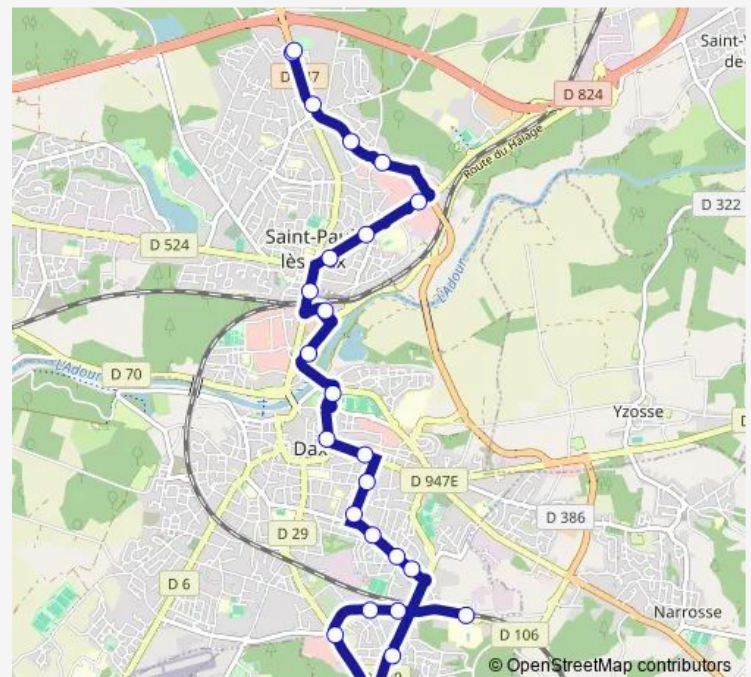 Saint-
de-
D 824
Route du Halage
D 322
D 524
Saint-Pau
lès
L'Adour
L'Adour
D 70
Yzosse
Dax
D 947E
D 386
D 29
D 6
Narrosse
D 106
© OpenStreetMap contributors